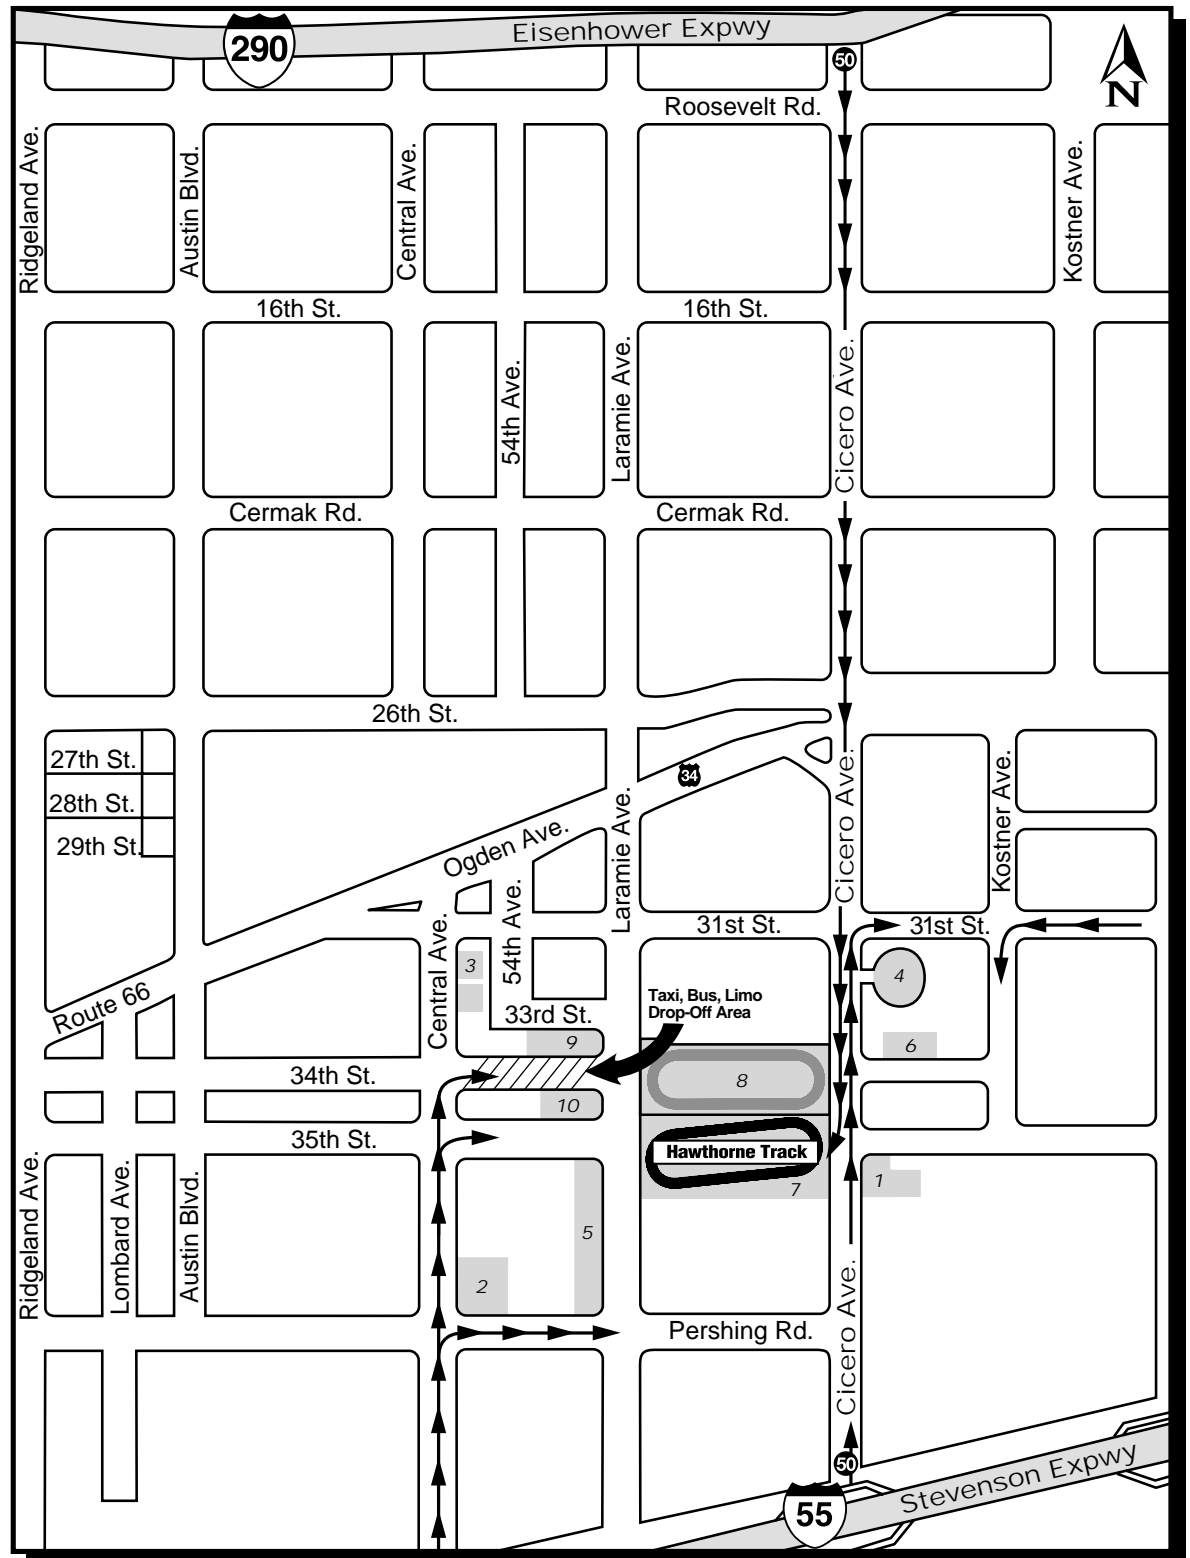 Eisenhower Expwy
290
50
N
Roosevelt Rd.
Ridgeland Ave.
Austin Blvd.
Central Ave.
Kostner Ave.
16th St.
16th St.
54th Ave.
Laramie Ave.
Cicero Ave.
Cermak Rd.
Cermak Rd.
26th St.
27th St.
28th St.
29th St.
34
Ogden Ave.
Laramie Ave.
Cicero Ave.
Kostner Ave.
31st St.
31st St.
Central Ave.
54th Ave.
3
4
Route 66
33rd St.
Taxi, Bus, Limo
Drop-Off Area
9
6
34th St.
8
10
35th St.
Hawthorne Track
7
1
Ridgeland Ave.
Lombard Ave.
Austin Blvd.
5
2
Pershing Rd.
Cicero Ave.
50
55
Stevenson Expwy